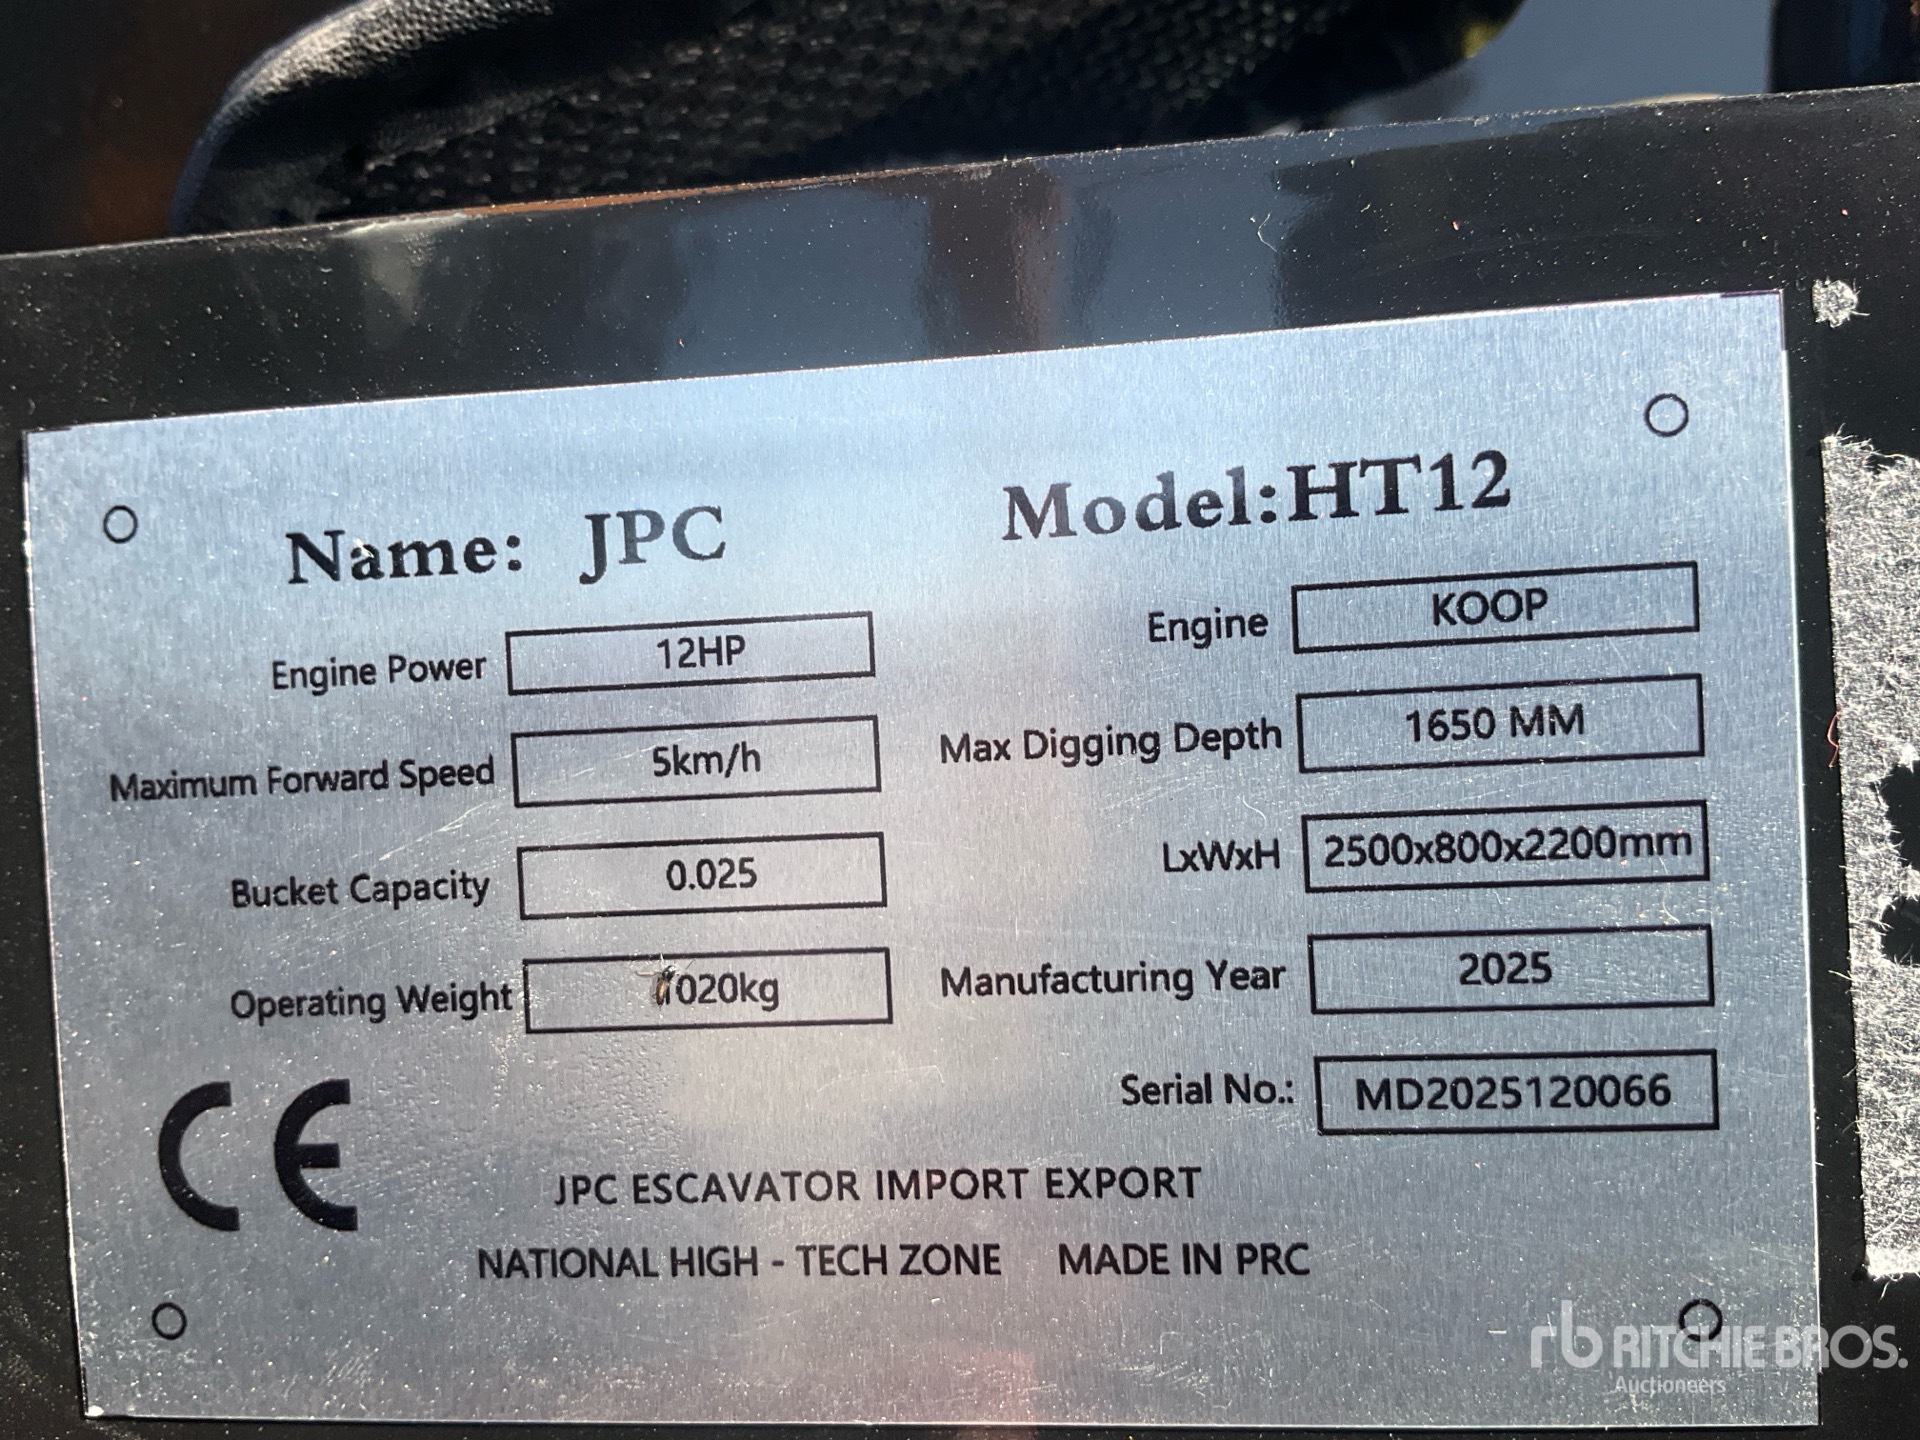 Name: JPC
Model:HT12
Engine Power 12HP
Engine KOOP
Maximum Forward Speed 5km/h
Max Digging Depth 1650 MM
Bucket Capacity 0.025
LxWxH 2500x800x2200mm
Operating Weight 1020kg
Manufacturing Year 2025
Serial No.: MD2025120066
CE
JPC ESCAVATOR IMPORT EXPORT
NATIONAL HIGH - TECH ZONE MADE IN PRC
rb RITCHIE BROS.
Auctioneers